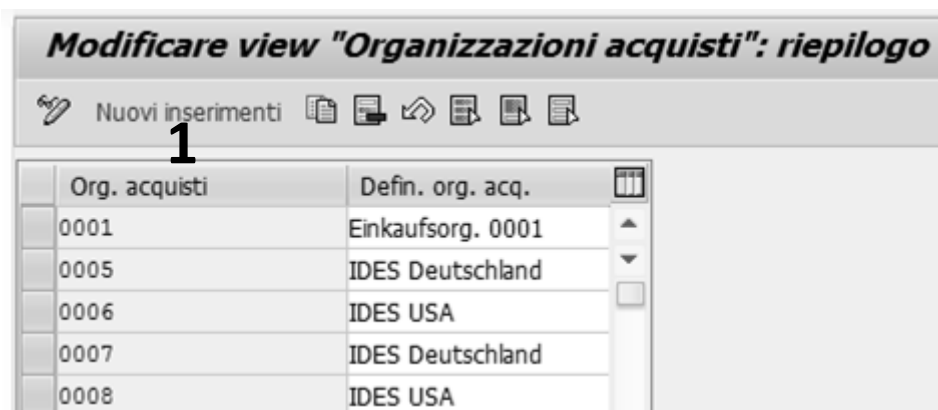 Modificare view "Organizzazioni acquisti": riepilogo
Nuovi inserimenti
1
Org. acquisti Defin. org. acq.
0001 Einkaufsorg. 0001
0005 IDES Deutschland
0006 IDES USA
0007 IDES Deutschland
0008 IDES USA